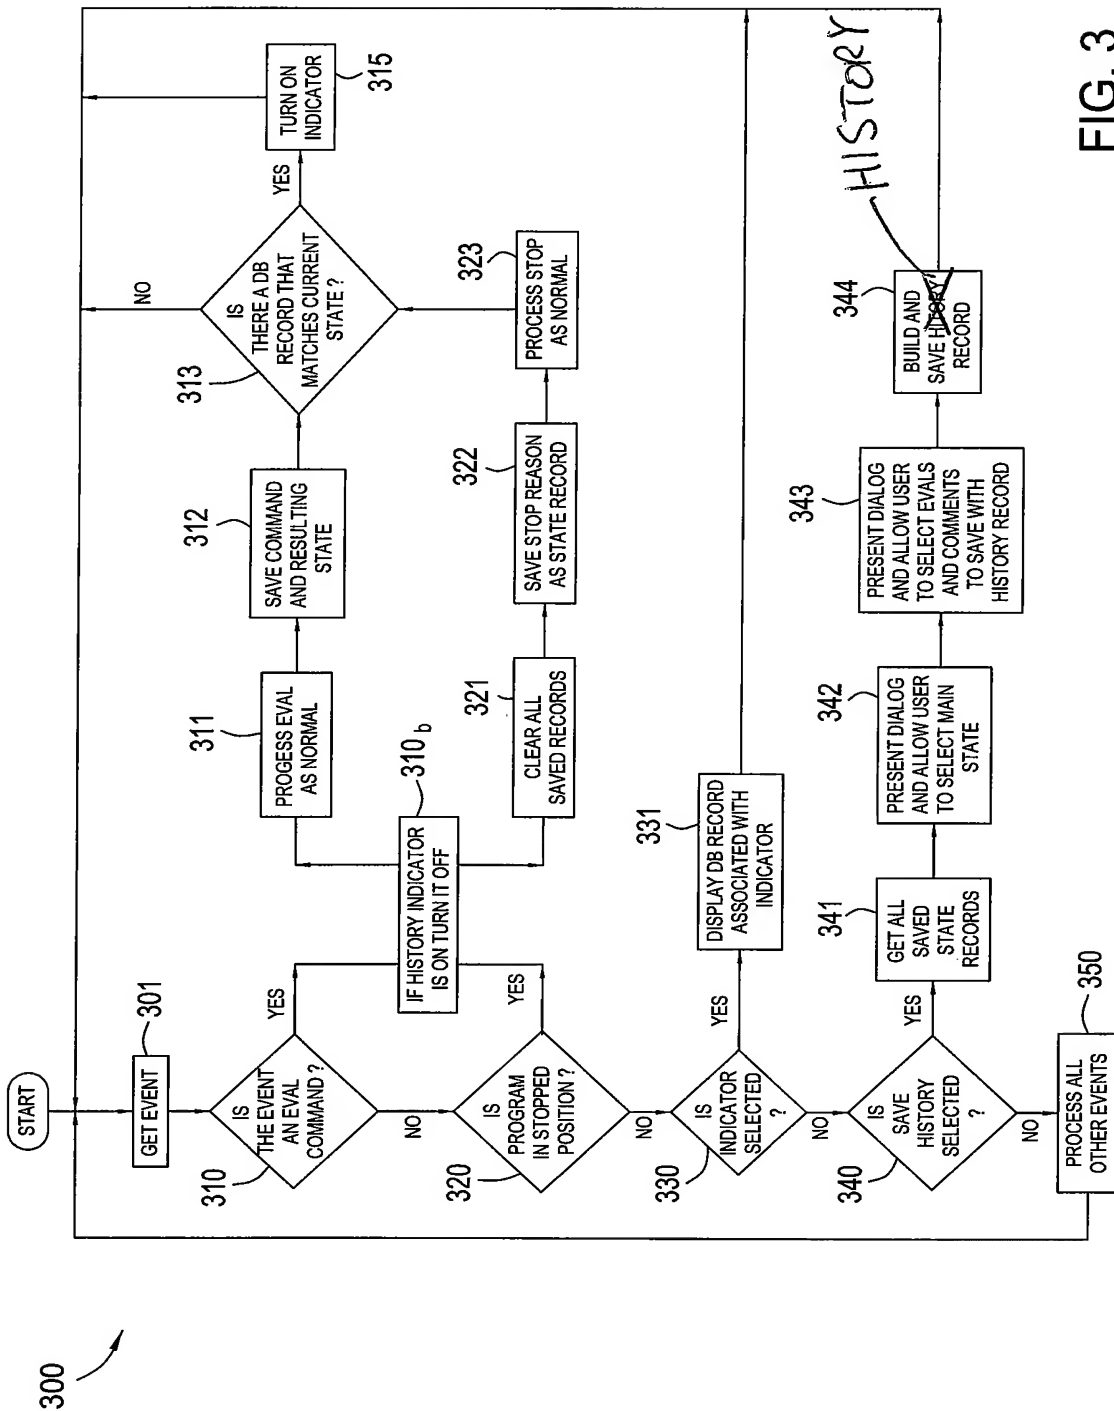 300
START
301
GET EVENT
310
IS
THE EVENT
AN EVAL
COMMAND ?
YES
NO
310 b
IF HISTORY INDICATOR
IS ON TURN IT OFF
311
PROGESS EVAL
AS NORMAL
312
SAVE COMMAND
AND RESULTING
STATE
313
IS
THERE A DB
RECORD THAT
MATCHES CURRENT
STATE ?
NO
YES
315
TURN ON
INDICATOR
320
IS
PROGRAM
IN STOPPED
POSITION ?
YES
NO
321
CLEAR ALL
SAVED RECORDS
322
SAVE STOP REASON
AS STATE RECORD
323
PROCESS STOP
AS NORMAL
330
IS
INDICATOR
SELECTED
?
YES
NO
331
DISPLAY DB RECORD
ASSOCIATED WITH
INDICATOR
340
IS
SAVE
HISTORY
SELECTED
?
YES
NO
341
GET ALL
SAVED
STATE
RECORDS
342
PRESENT DIALOG
AND ALLOW USER
TO SELECT MAIN
STATE
343
PRESENT DIALOG
AND ALLOW USER
TO SELECT EVALS
AND COMMENTS
TO SAVE WITH
HISTORY RECORD
344
BUILD AND
SAVE
RECORD
HISTORY
350
PROCESS ALL
OTHER EVENTS
FIG. 3